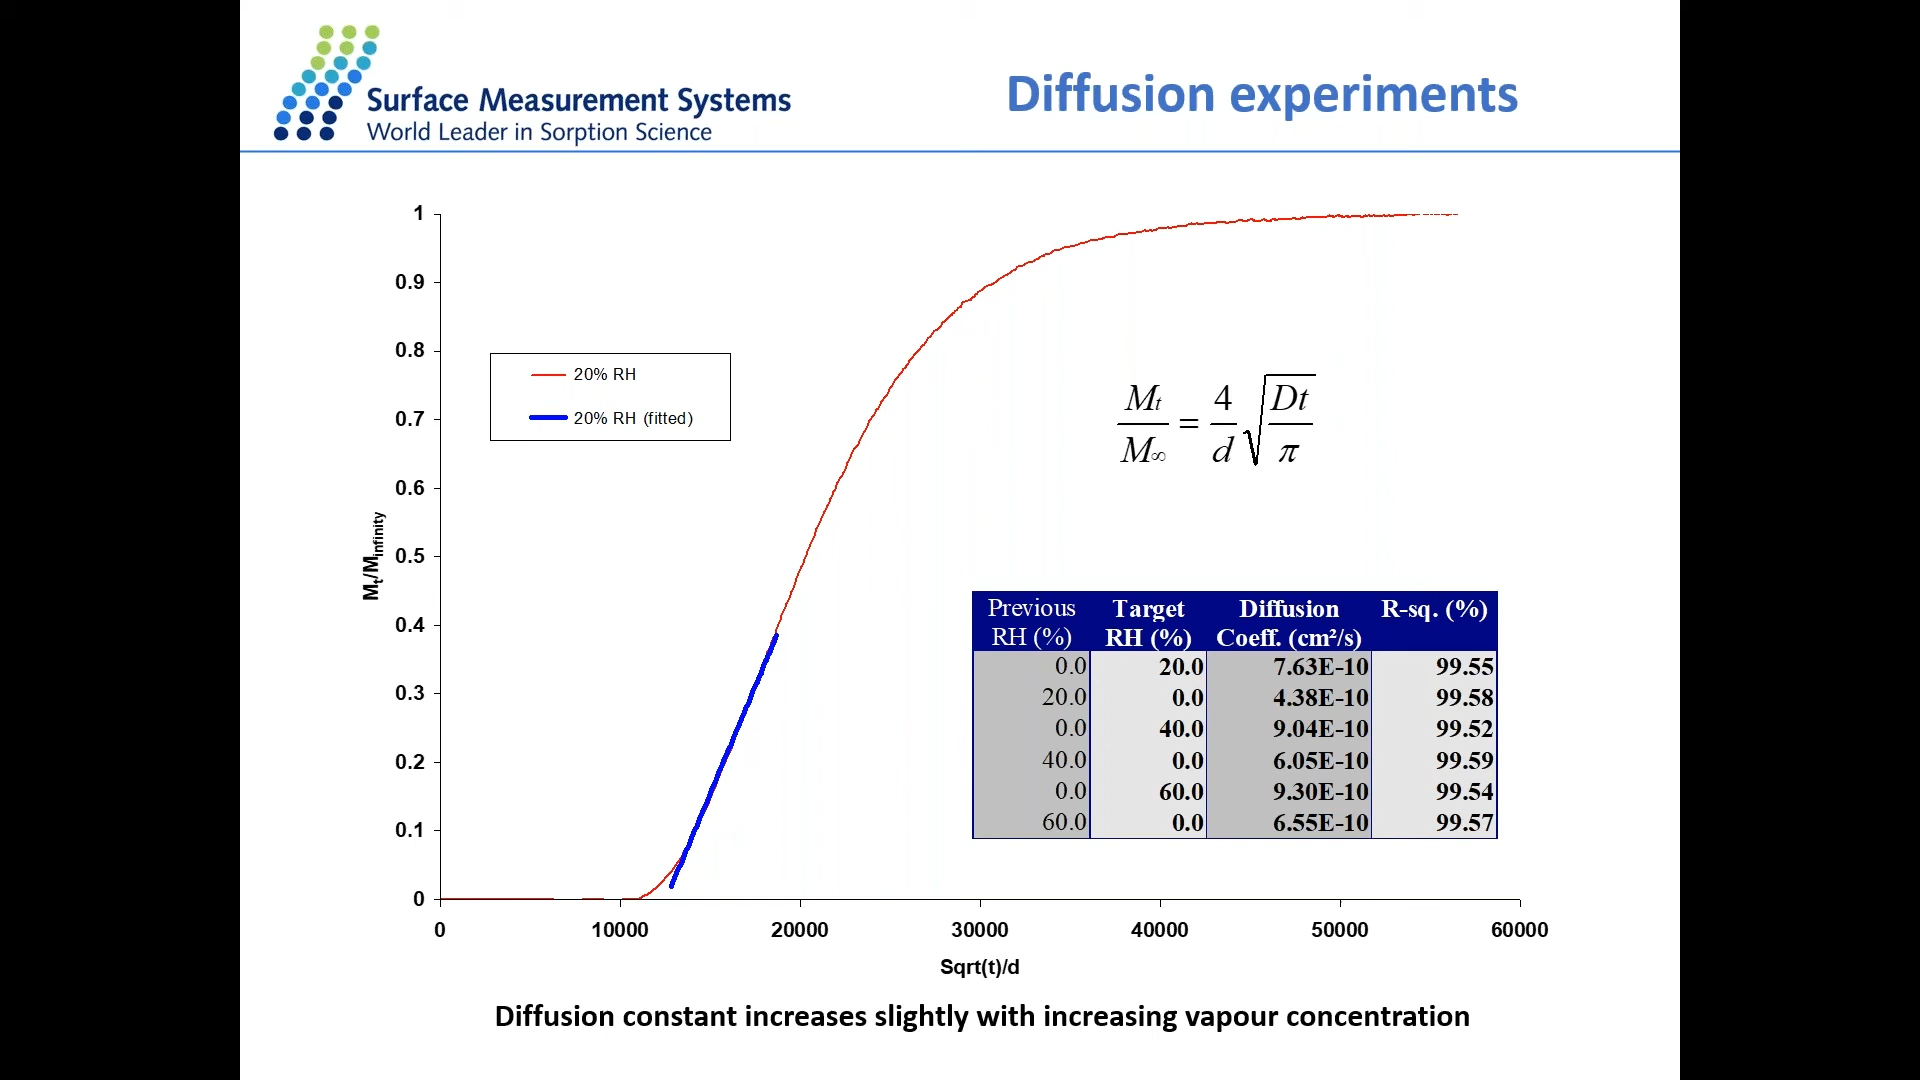 Surface Measurement Systems
World Leader in Sorption Science
Diffusion experiments
1
0.9
0.8
0.7
0.6
0.5
0.4
0.3
0.2
0.1
0
Mt/Minfinity
20% RH
20% RH (fitted)
Mt/M∞ = 4/d √(Dt/π)
Previous RH (%) Target RH (%) Diffusion Coeff. (cm²/s) R-sq. (%)
0.0 20.0 7.63E-10 99.55
20.0 0.0 4.38E-10 99.58
0.0 40.0 9.04E-10 99.52
40.0 0.0 6.05E-10 99.59
0.0 60.0 9.30E-10 99.54
60.0 0.0 6.55E-10 99.57
0 10000 20000 30000 40000 50000 60000
Sqrt(t)/d
Diffusion constant increases slightly with increasing vapour concentration